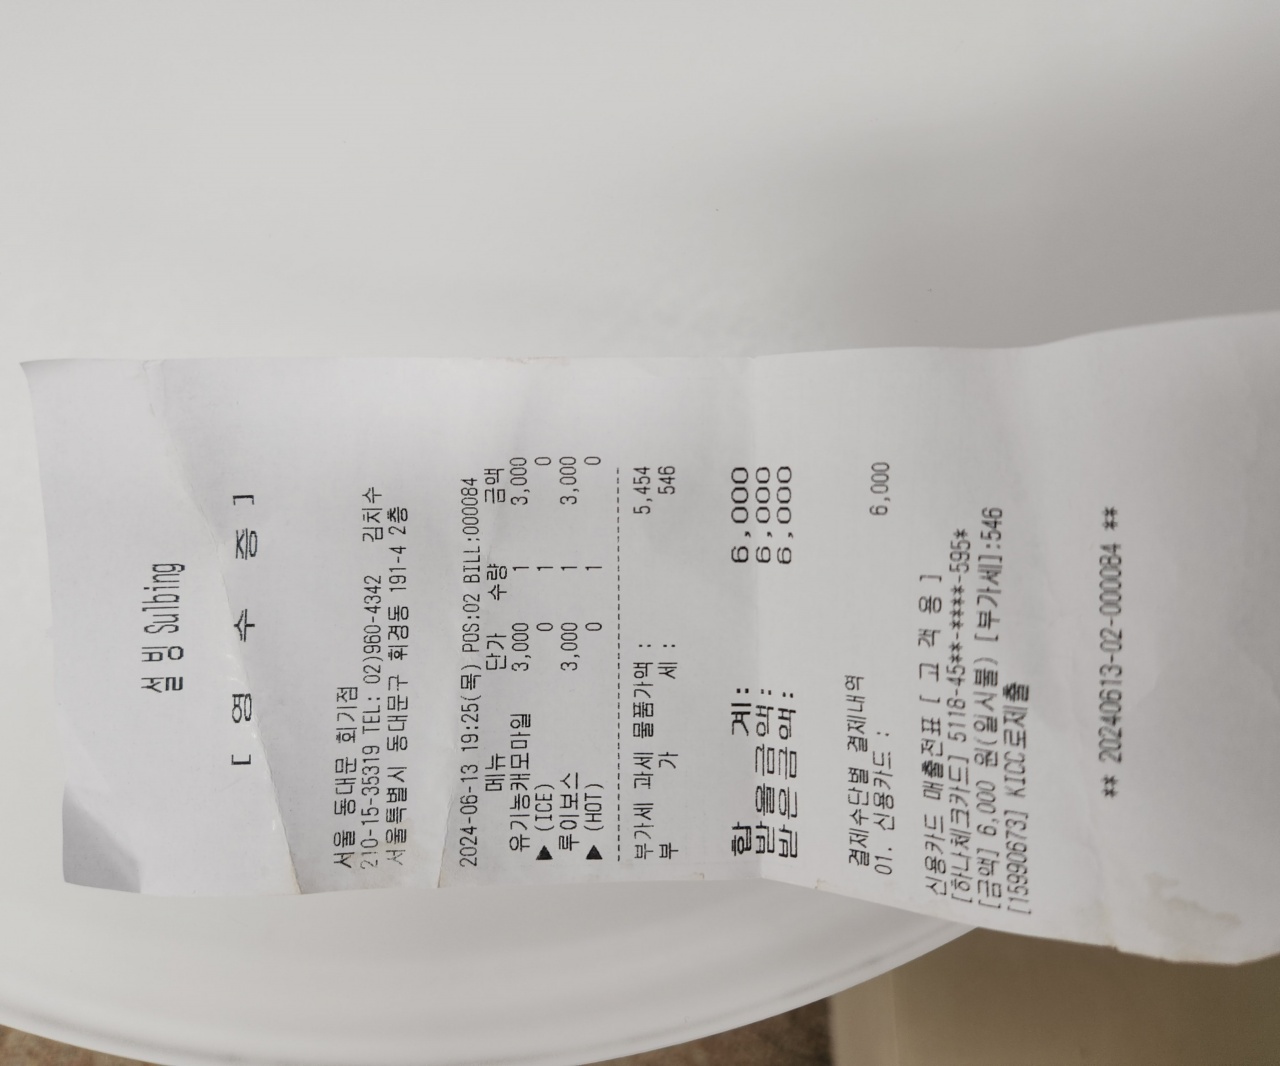 설빙 Sulbing
[ 영 수 증 ]
서울 동대문 회기점
210-15-35319 TEL: 02)960-4342 김치수
서울특별시 동대문구 휘경동 191-4 2층
2024-06-13 19:25(목) POS:02 BILL:000084
메뉴 단가 수량 금액
유기농캐모마일 3,000 1 3,000
▶(ICE) 0 1 0
루이보스 3,000 1 3,000
▶(HOT) 0 1 0
부가세 과세 물품가액 : 5,454
부 가 세 : 546
합 계: 6,000
받을금액: 6,000
받은금액: 6,000
결제수단별 결제내역
01. 신용카드 : 6,000
신용카드 매출전표 [ 고 객 용 ]
[하나체크카드] 5118-45**-****-595*
[금액] 6,000 원(일시불) [부가세]:546
[15990673] KICC로제출
** 20240613-02-000084 **